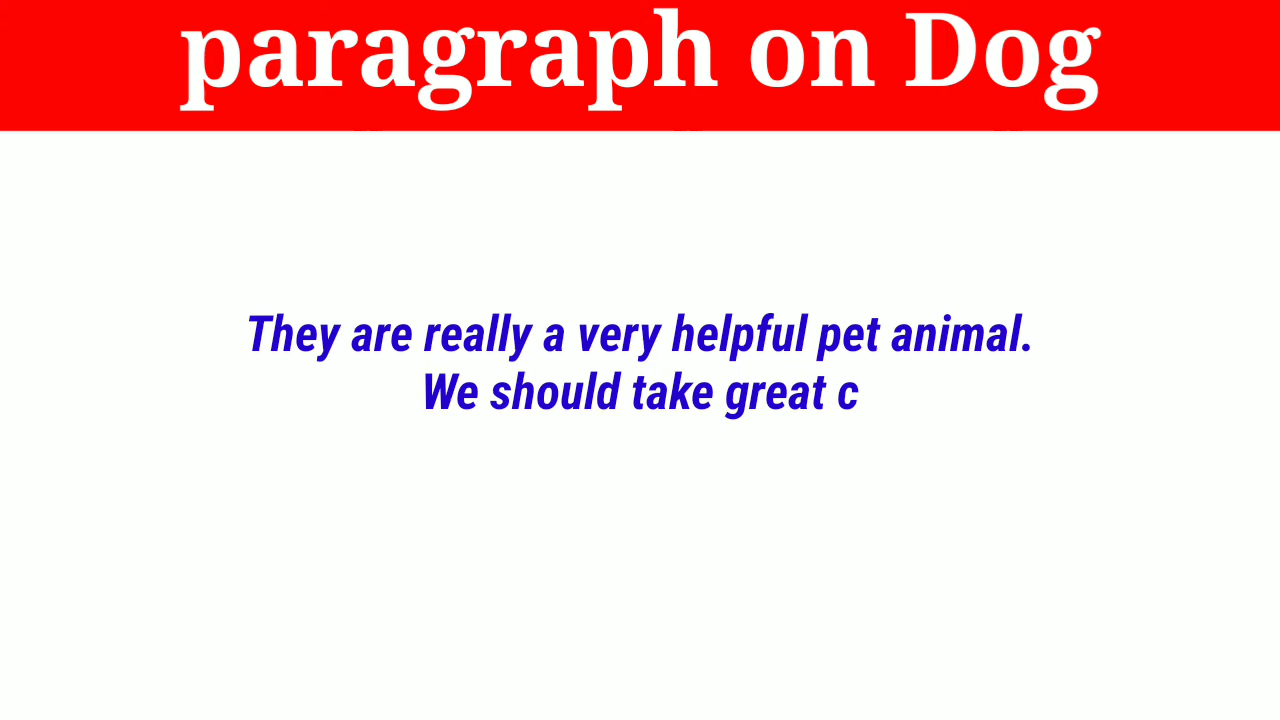 paragraph on Dog
They are really a very helpful pet animal.
We should take great c